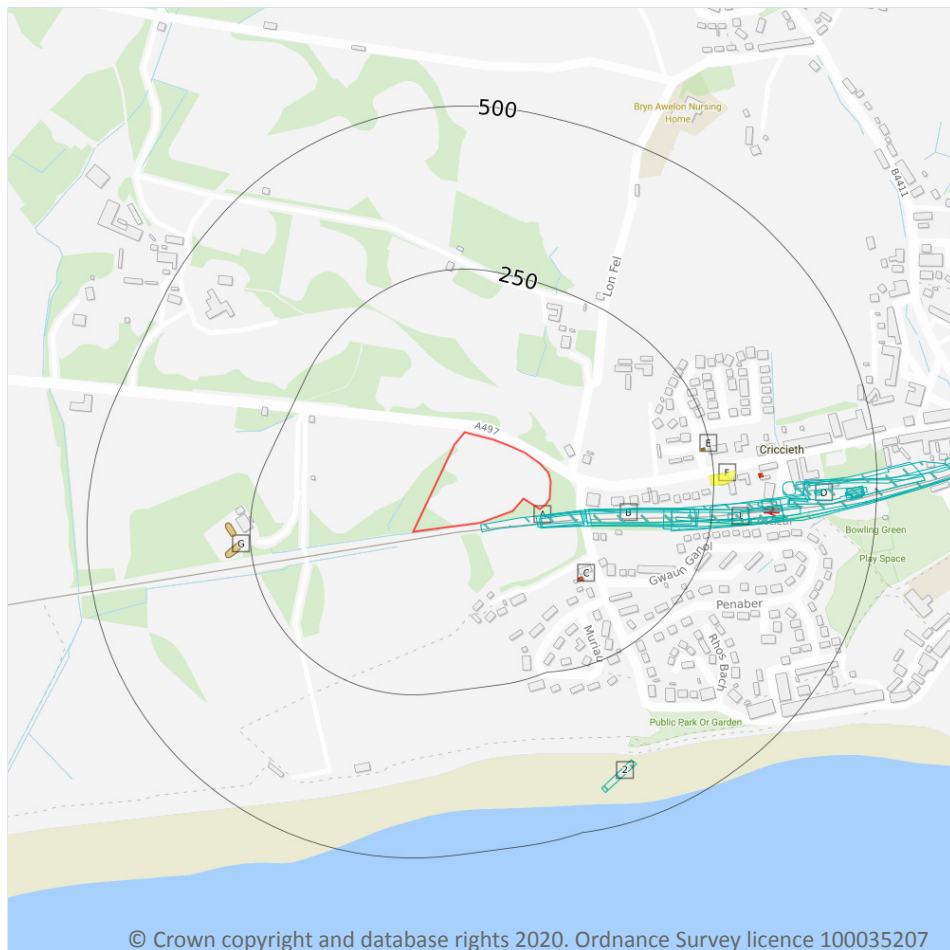 500
Bryn Awelon Nursing
Home
B4411
250
Lon Fel
A497
E
Criccieth
F
D
A
B
1
Bowling Green
G
Gwaun Ganol
Play Space
C
Penaber
Muriau
Rhos Bach
Public Park Or Garden
2
© Crown copyright and database rights 2020. Ordnance Survey licence 100035207